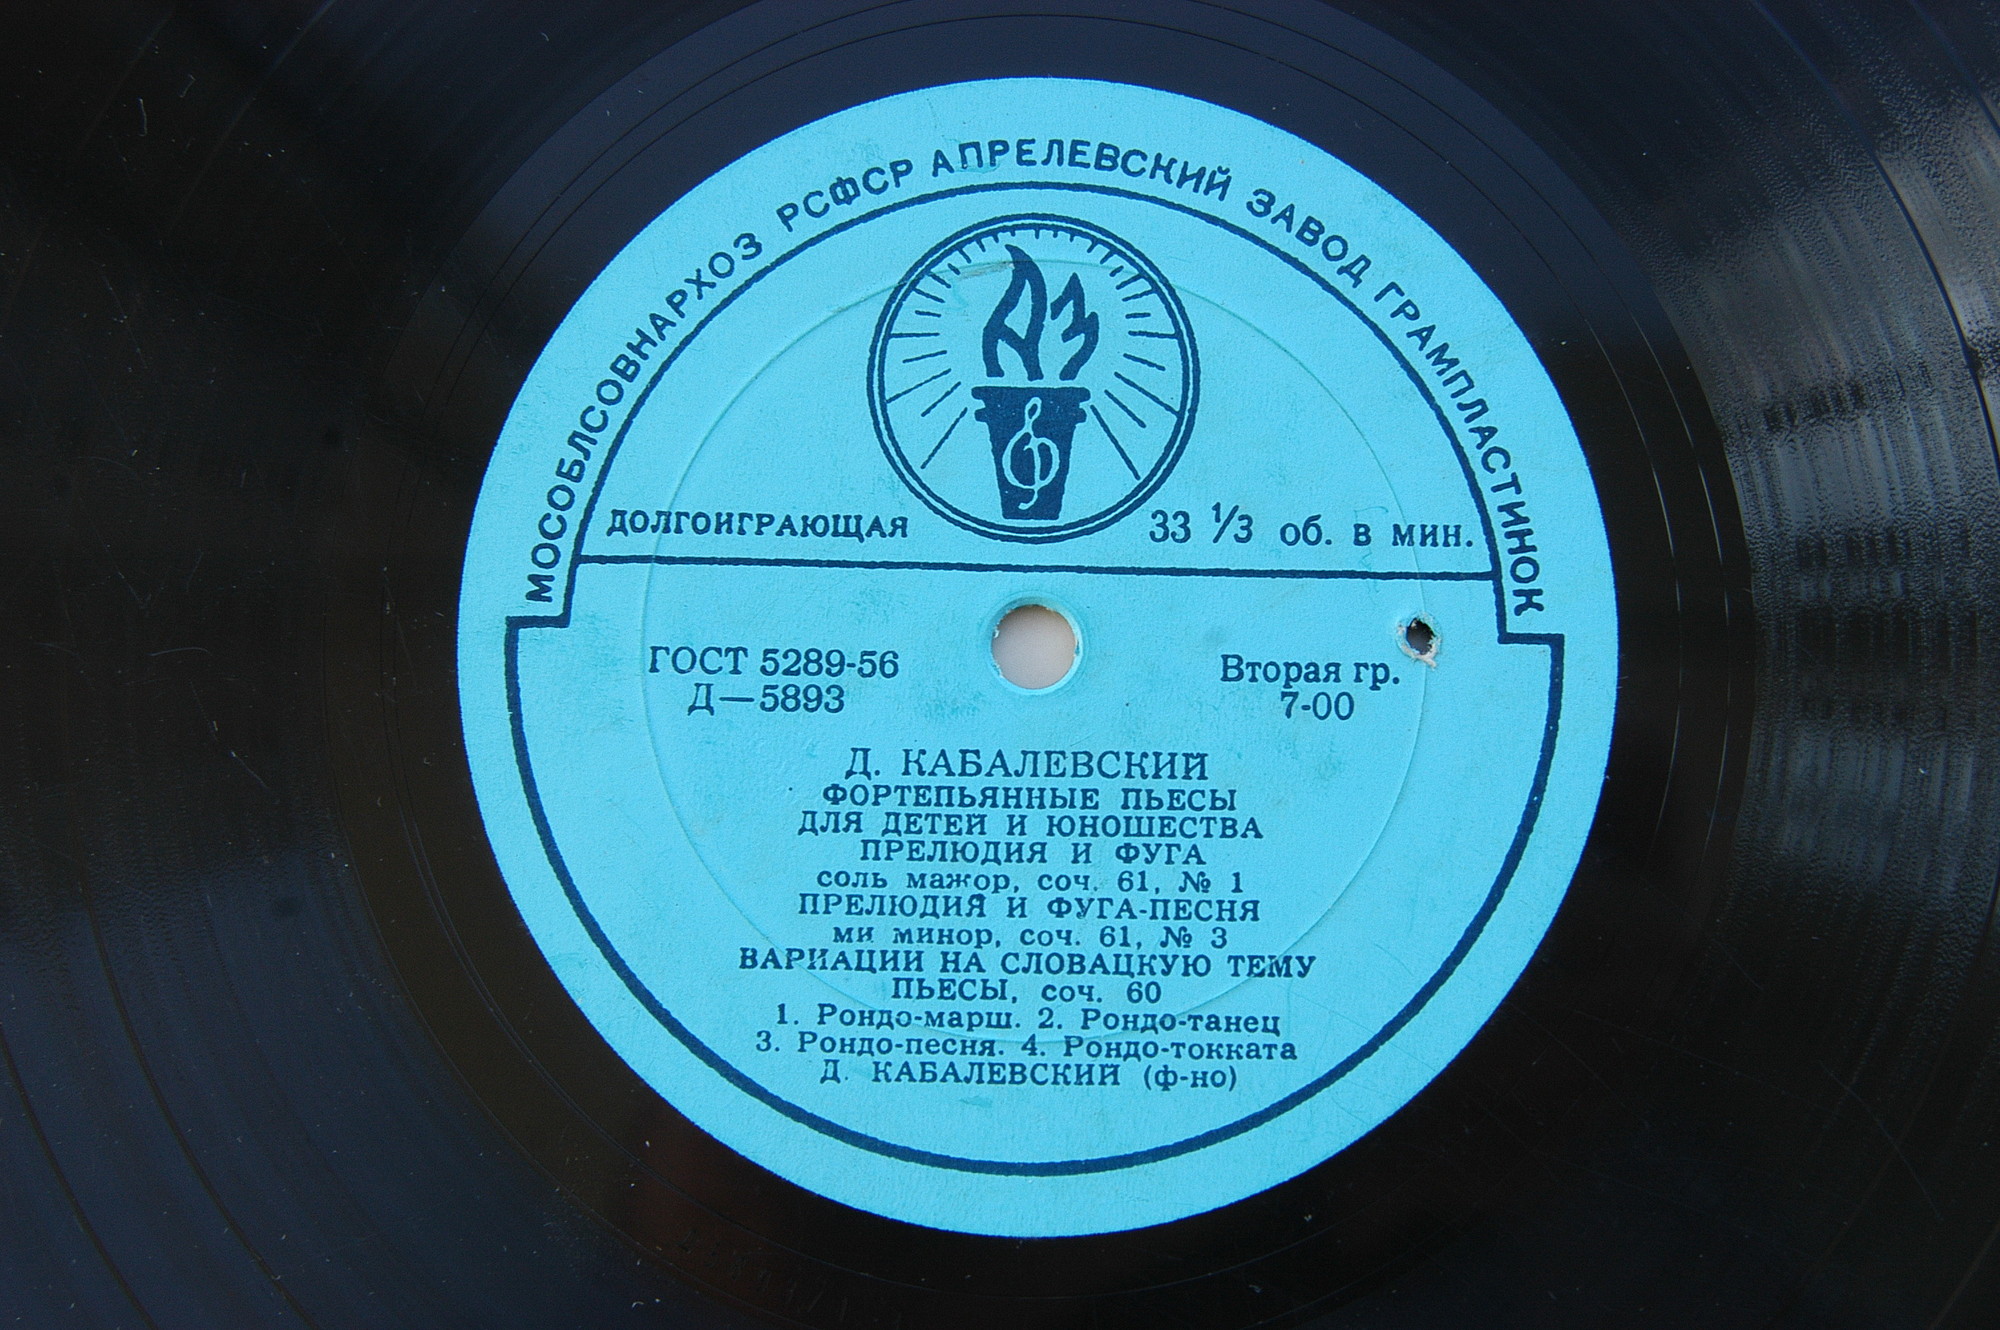 МОСОБЛСОВНАРХОЗ РСФСР АПРЕЛЕВСКИЙ ЗАВОД ГРАМПЛАСТИНОК
АЗ
ДОЛГОИГРАЮЩАЯ 33 1/3 об. в мин.
ГОСТ 5289-56 Вторая гр.
Д—5893 7-00
Д. КАБАЛЕВСКИЙ
ФОРТЕПЬЯННЫЕ ПЬЕСЫ
ДЛЯ ДЕТЕЙ И ЮНОШЕСТВА
ПРЕЛЮДИЯ И ФУГА
соль мажор, соч. 61, № 1
ПРЕЛЮДИЯ И ФУГА-ПЕСНЯ
ми минор, соч. 61, № 3
ВАРИАЦИИ НА СЛОВАЦКУЮ ТЕМУ
ПЬЕСЫ, соч. 60
1. Рондо-марш. 2. Рондо-танец
3. Рондо-песня. 4. Рондо-токката
Д. КАБАЛЕВСКИЙ (ф-но)